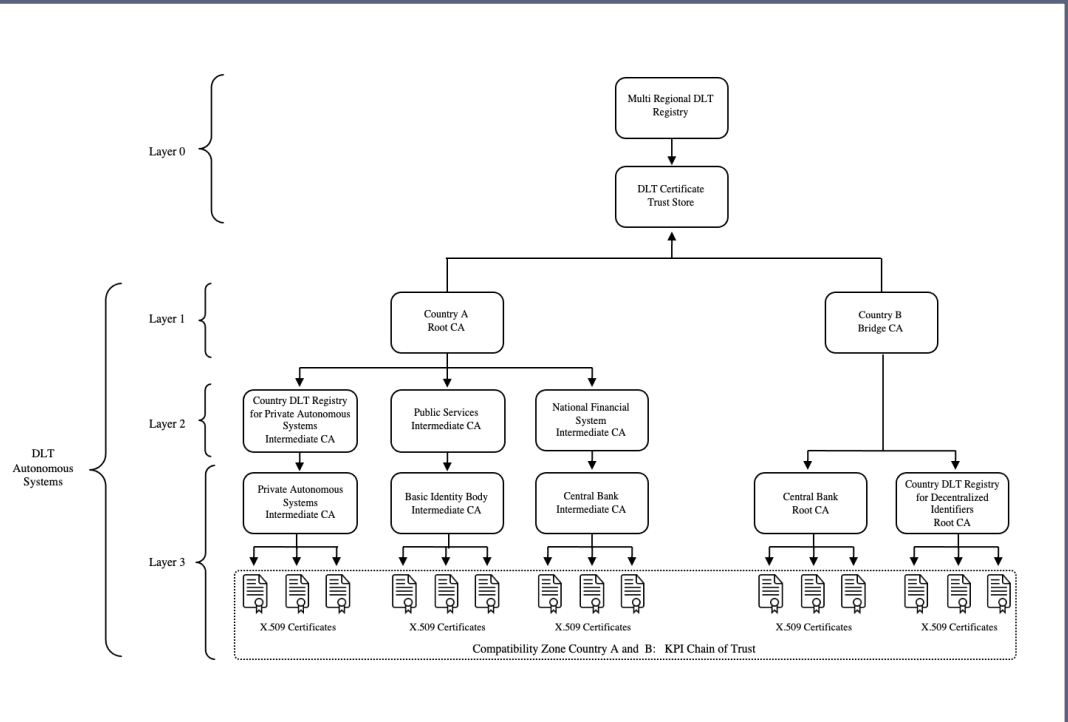 Multi Regional DLT
Registry
Layer 0
DLT Certificate
Trust Store
Layer 1
Country A
Root CA
Country B
Bridge CA
Layer 2
Country DLT Registry
for Private Autonomous
Systems
Intermediate CA
Public Services
Intermediate CA
National Financial
System
Intermediate CA
DLT
Autonomous
Systems
Private Autonomous
Systems
Intermediate CA
Basic Identity Body
Intermediate CA
Central Bank
Intermediate CA
Central Bank
Root CA
Country DLT Registry
for Decentralized
Identifiers
Root CA
Layer 3
X.509 Certificates
X.509 Certificates
X.509 Certificates
X.509 Certificates
X.509 Certificates
Compatibility Zone Country A and B: KPI Chain of Trust